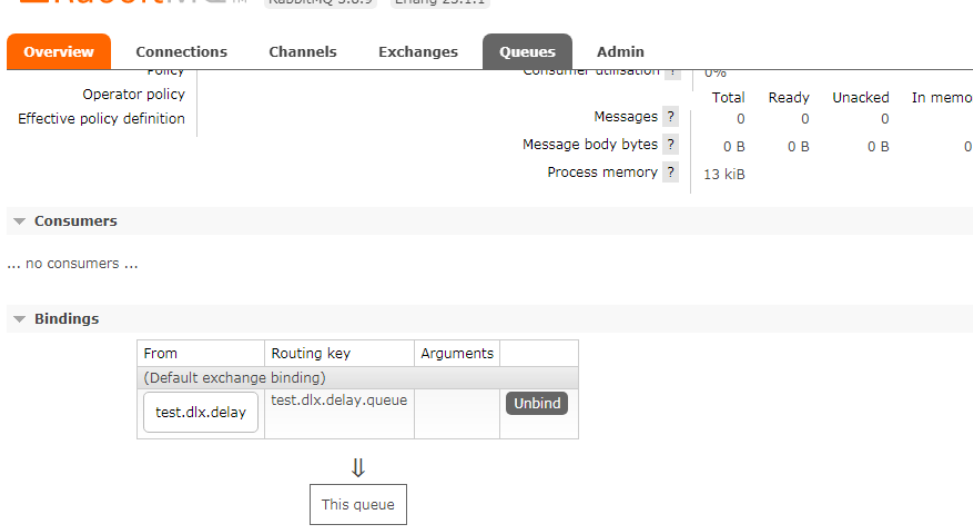 RabbitMQ TM RabbitMQ 3.8.9 Erlang 23.1.1
Overview Connections Channels Exchanges Queues Admin
Policy
Consumer utilisation ? 0%
Operator policy
Effective policy definition
Total Ready Unacked In memo
Messages ? 0 0 0
Message body bytes ? 0 B 0 B 0 B 0
Process memory ? 13 kiB
Consumers
... no consumers ...
Bindings
From Routing key Arguments
(Default exchange binding)
test.dlx.delay test.dlx.delay.queue Unbind
⇓
This queue